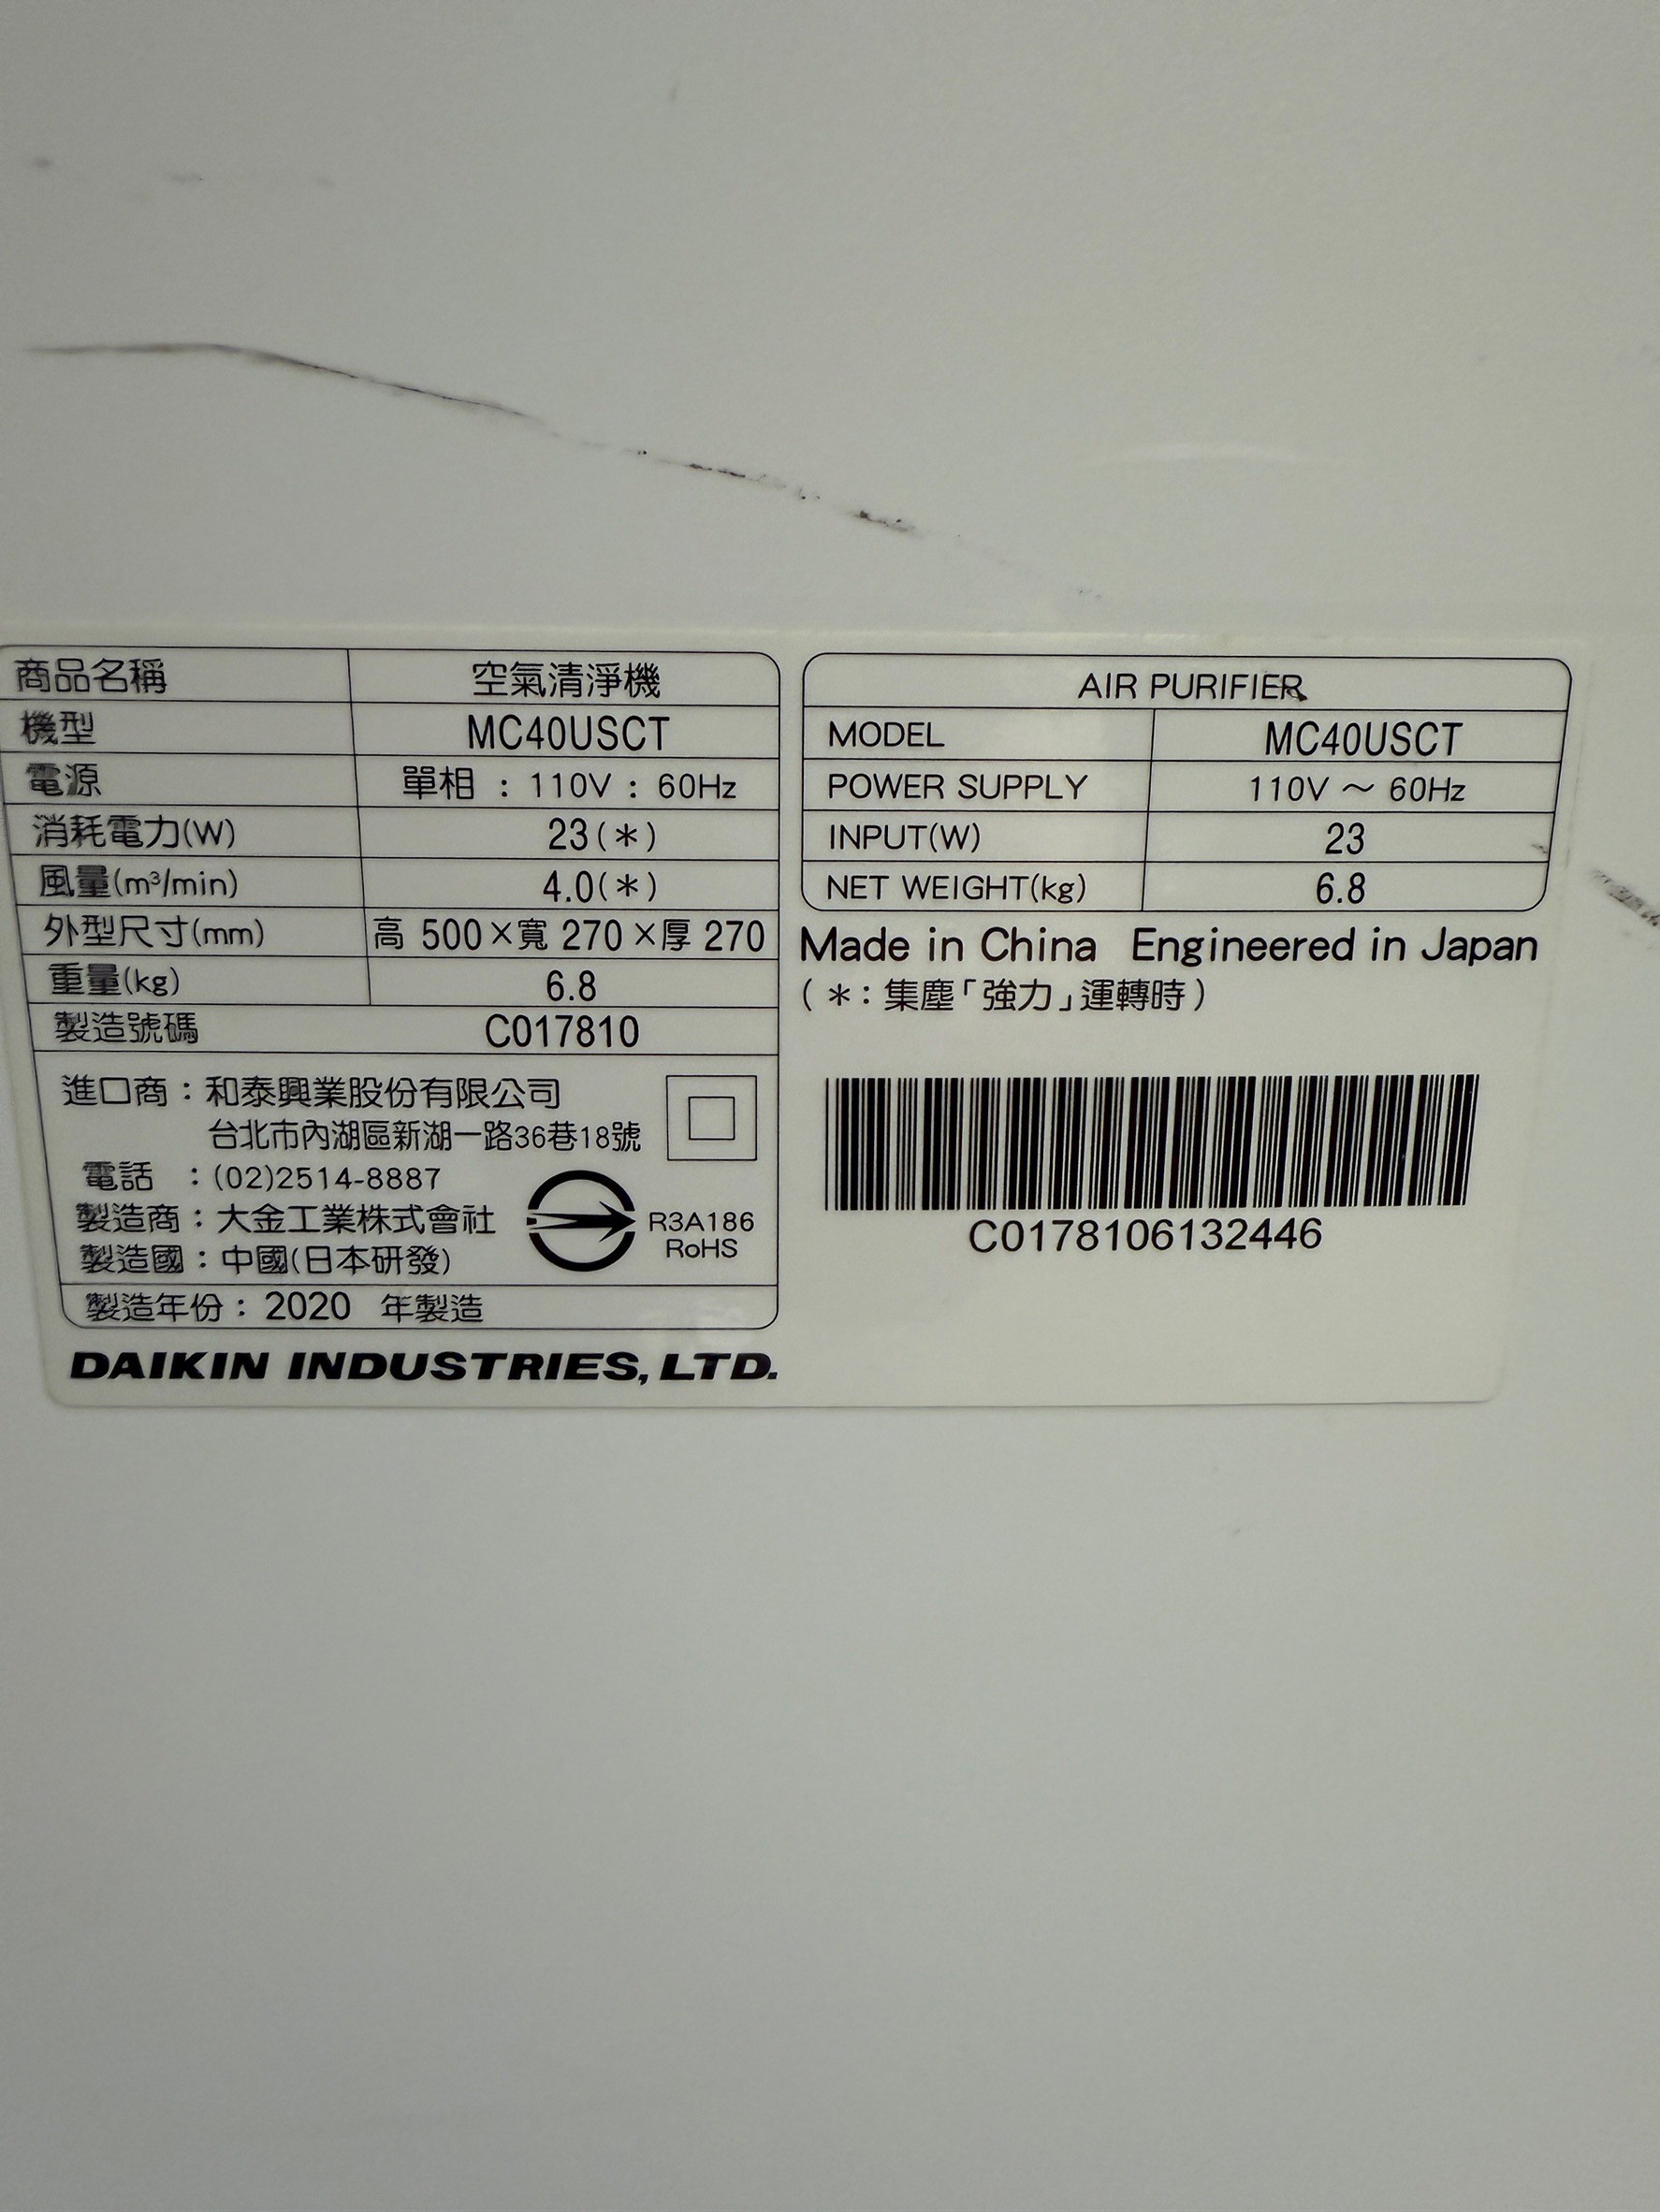 商品名稱 空氣清淨機
機型 MC40USCT
電源 單相 : 110V : 60Hz
消耗電力(W) 23(*)
風量(m³/min) 4.0(*)
外型尺寸(mm) 高 500×寬 270×厚 270
重量(kg) 6.8
製造號碼 C017810
進口商：和泰興業股份有限公司
台北市內湖區新湖一路36巷18號
電話 ：(02)2514-8887
製造商：大金工業株式會社
製造國：中國(日本研發)
R3A186
RoHS
製造年份：2020 年製造
DAIKIN INDUSTRIES, LTD.
AIR PURIFIER
MODEL MC40USCT
POWER SUPPLY 110V ～ 60Hz
INPUT(W) 23
NET WEIGHT(kg) 6.8
Made in China Engineered in Japan
(＊：集塵「強力」運轉時)
C0178106132446